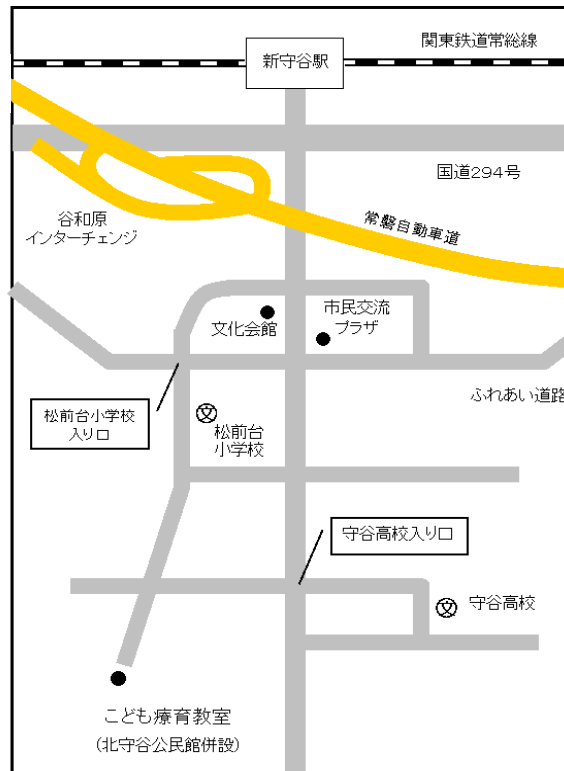 関東鉄道常総線
新守谷駅
国道294号
谷和原
インターチェンジ
常磐自動車道
文化会館
市民交流
プラザ
ふれあい道路
松前台小学校
入り口
文
松前台
小学校
守谷高校入り口
文
守谷高校
こども療育教室
(北守谷公民館併設)